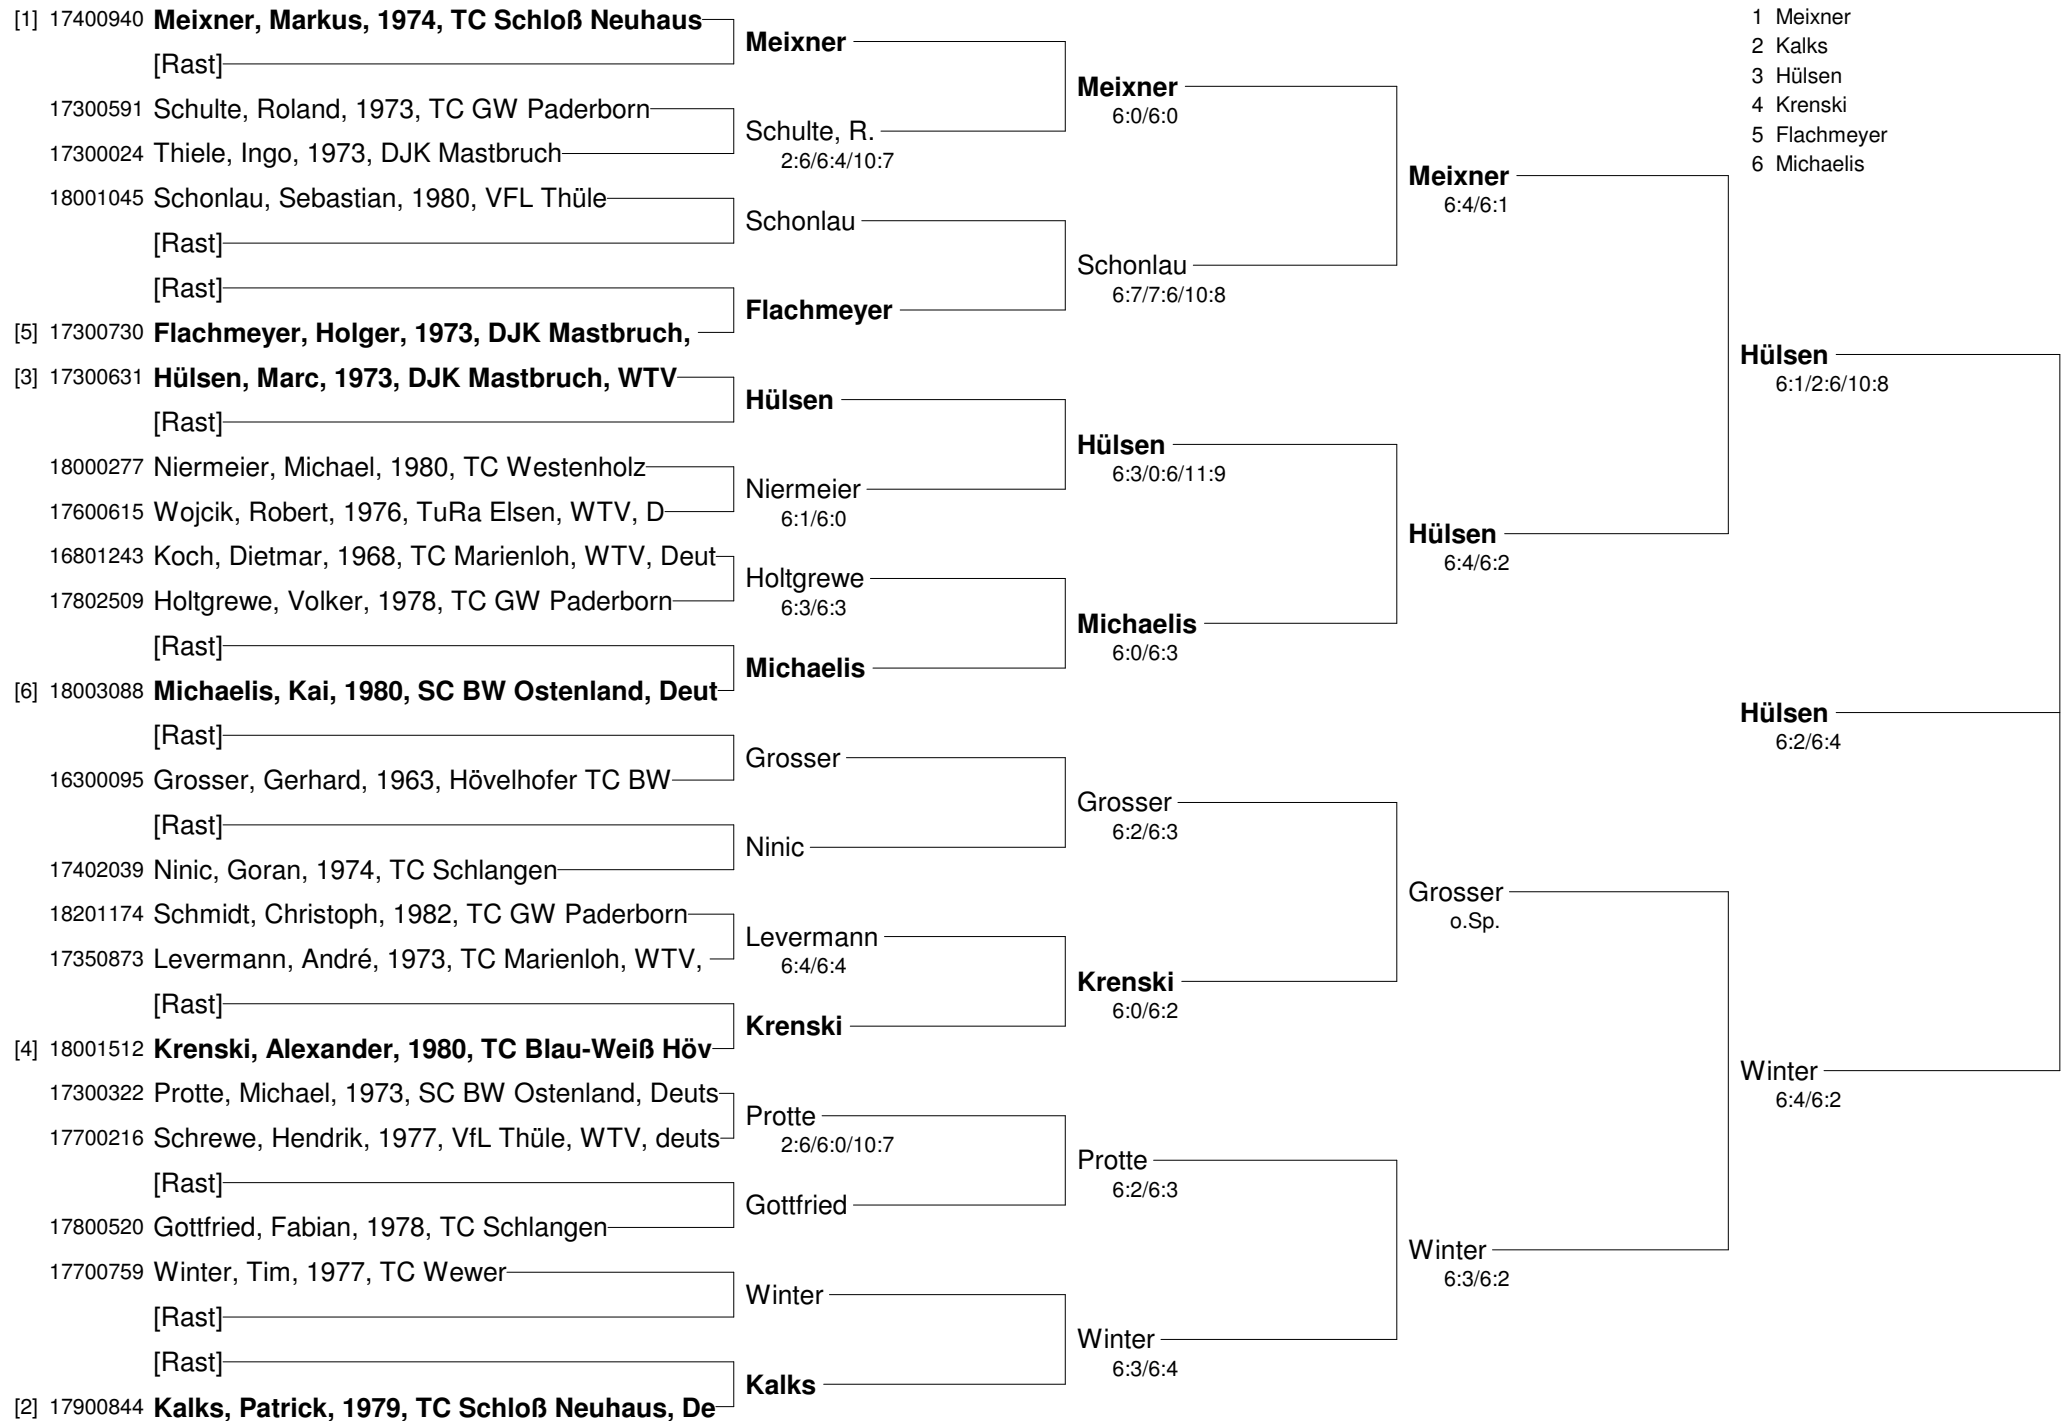 [1] 17400940 Meixner, Markus, 1974, TC Schloß Neuhaus
[Rast]
17300591 Schulte, Roland, 1973, TC GW Paderborn
17300024 Thiele, Ingo, 1973, DJK Mastbruch
18001045 Schonlau, Sebastian, 1980, VFL Thüle
[Rast]
[Rast]
[5] 17300730 Flachmeyer, Holger, 1973, DJK Mastbruch,
[3] 17300631 Hülsen, Marc, 1973, DJK Mastbruch, WTV
[Rast]
18000277 Niermeier, Michael, 1980, TC Westenholz
17600615 Wojcik, Robert, 1976, TuRa Elsen, WTV, D
16801243 Koch, Dietmar, 1968, TC Marienloh, WTV, Deut
17802509 Holtgrewe, Volker, 1978, TC GW Paderborn
[Rast]
[6] 18003088 Michaelis, Kai, 1980, SC BW Ostenland, Deut
[Rast]
16300095 Grosser, Gerhard, 1963, Hövelhofer TC BW
[Rast]
17402039 Ninic, Goran, 1974, TC Schlangen
18201174 Schmidt, Christoph, 1982, TC GW Paderborn
17350873 Levermann, André, 1973, TC Marienloh, WTV,
[Rast]
[4] 18001512 Krenski, Alexander, 1980, TC Blau-Weiß Höv
17300322 Protte, Michael, 1973, SC BW Ostenland, Deuts
17700216 Schrewe, Hendrik, 1977, VfL Thüle, WTV, deuts
[Rast]
17800520 Gottfried, Fabian, 1978, TC Schlangen
17700759 Winter, Tim, 1977, TC Wewer
[Rast]
[Rast]
[2] 17900844 Kalks, Patrick, 1979, TC Schloß Neuhaus, De
Meixner
Schulte, R.
2:6/6:4/10:7
Schonlau
Flachmeyer
Hülsen
Niermeier
6:1/6:0
Holtgrewe
6:3/6:3
Michaelis
Grosser
Ninic
Levermann
6:4/6:4
Krenski
Protte
2:6/6:0/10:7
Gottfried
Winter
Kalks
Meixner
6:0/6:0
Schonlau
6:7/7:6/10:8
Hülsen
6:3/0:6/11:9
Michaelis
6:0/6:3
Grosser
6:2/6:3
Krenski
6:0/6:2
Protte
6:2/6:3
Winter
6:3/6:4
Meixner
6:4/6:1
Hülsen
6:4/6:2
Grosser
o.Sp.
Winter
6:3/6:2
1 Meixner
2 Kalks
3 Hülsen
4 Krenski
5 Flachmeyer
6 Michaelis
Hülsen
6:1/2:6/10:8
Hülsen
6:2/6:4
Winter
6:4/6:2